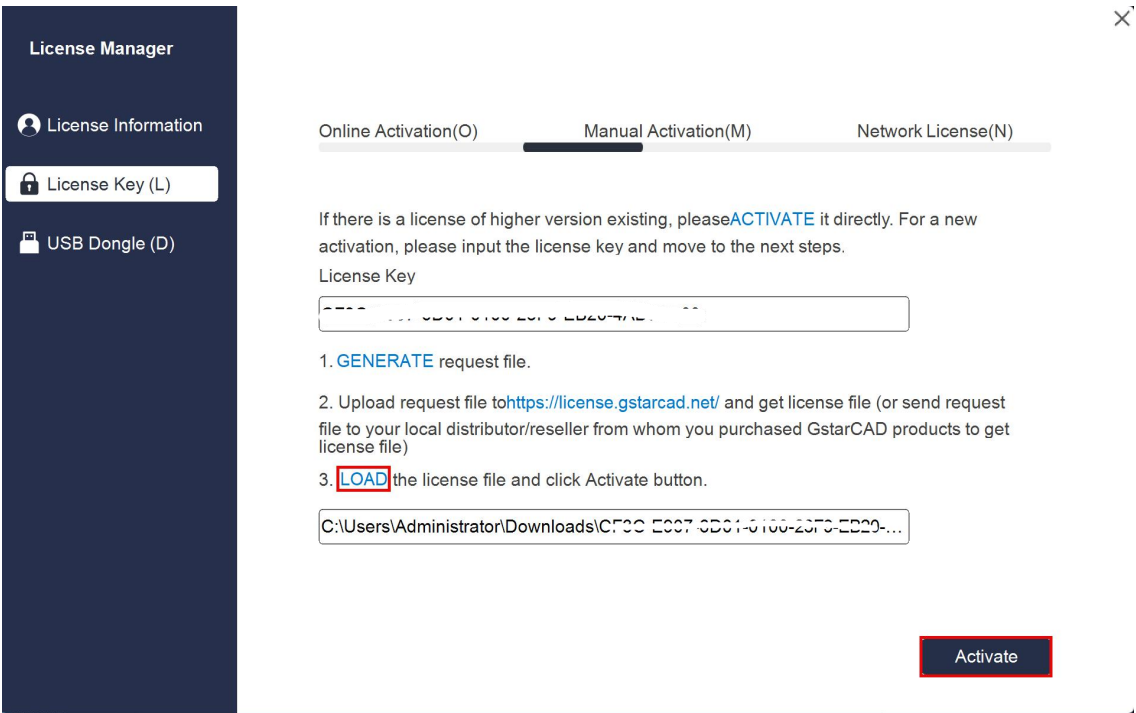 License Manager
License Information
License Key (L)
USB Dongle (D)
Online Activation(O)
Manual Activation(M)
Network License(N)
If there is a license of higher version existing, pleaseACTIVATE it directly. For a new
activation, please input the license key and move to the next steps.
License Key
1. GENERATE request file.
2. Upload request file tohttps://license.gstarcad.net/ and get license file (or send request
file to your local distributor/reseller from whom you purchased GstarCAD products to get
license file)
3. LOAD the license file and click Activate button.
C:\Users\Administrator\Downloads\
Activate